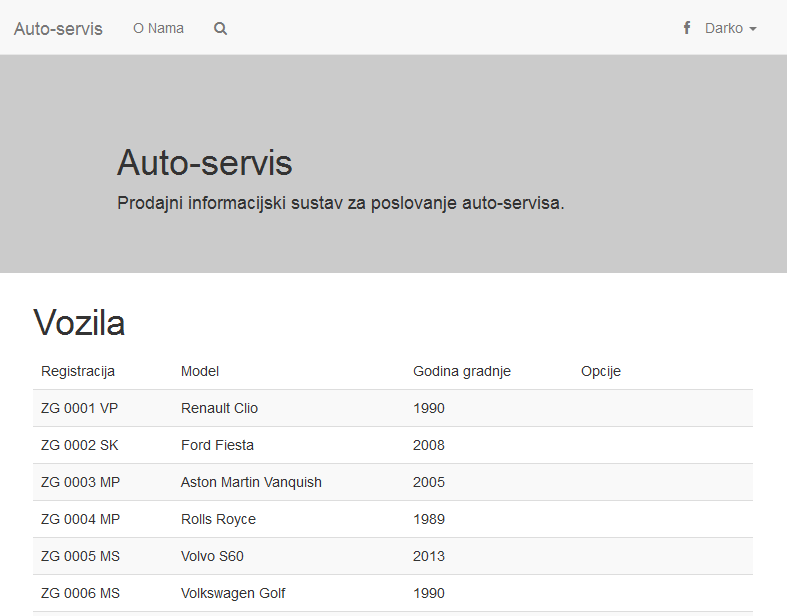 Auto-servis O Nama Darko
Auto-servis
Prodajni informacijski sustav za poslovanje auto-servisa.
Vozila
Registracija Model Godina gradnje Opcije
ZG 0001 VP Renault Clio 1990
ZG 0002 SK Ford Fiesta 2008
ZG 0003 MP Aston Martin Vanquish 2005
ZG 0004 MP Rolls Royce 1989
ZG 0005 MS Volvo S60 2013
ZG 0006 MS Volkswagen Golf 1990